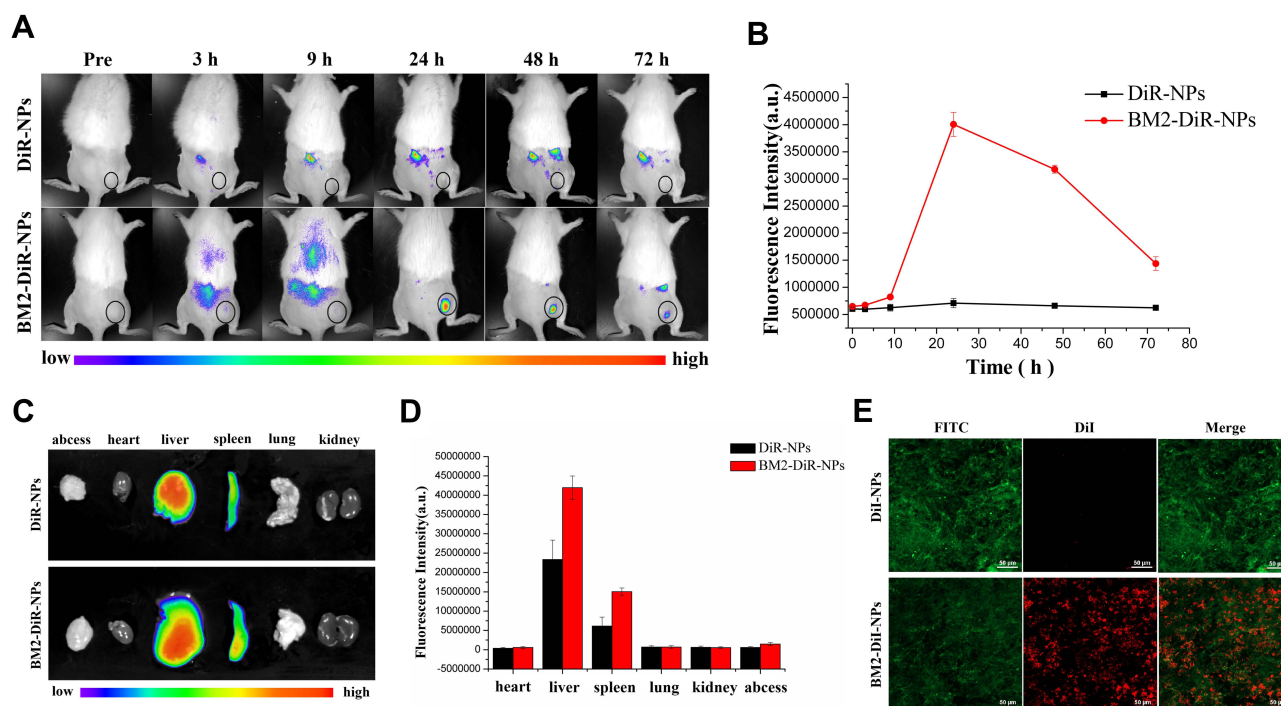 A
Pre 3 h 9 h 24 h 48 h 72 h
DiR-NPs
BM2-DiR-NPs
low high
B
DiR-NPs
BM2-DiR-NPs
Fluorescence Intensity(a.u.)
4500000
4000000
3500000
3000000
2500000
2000000
1500000
1000000
500000
0 10 20 30 40 50 60 70 80
Time ( h )
C
abcess heart liver spleen lung kidney
DiR-NPs
BM2-DiR-NPs
low high
D
DiR-NPs
BM2-DiR-NPs
Fluorescence Intensity(a.u.)
50000000
45000000
40000000
35000000
30000000
25000000
20000000
15000000
10000000
5000000
0
-5000000
heart liver spleen lung kidney abcess
E
FITC DiI Merge
DiI-NPs
50 μm 50 μm 50 μm
BM2-DiI-NPs
50 μm 50 μm 50 μm